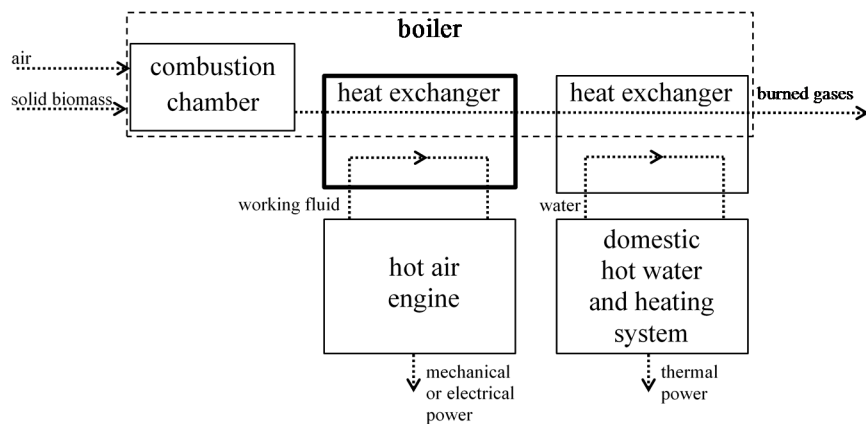 boiler
air
solid biomass
combustion
chamber
heat exchanger
heat exchanger
burned gases
working fluid
water
hot air
engine
domestic
hot water
and heating
system
mechanical
or electrical
power
thermal
power